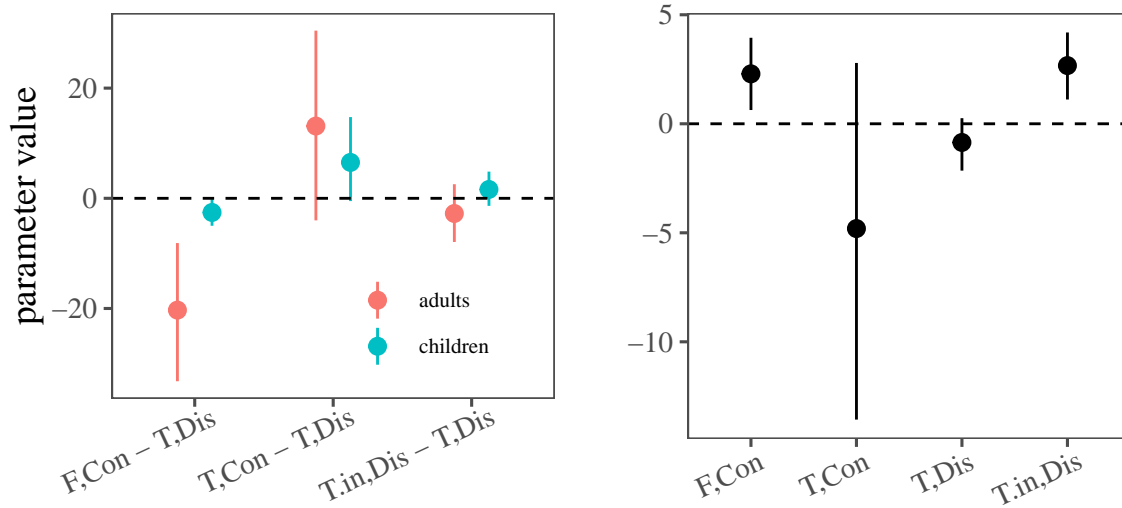 parameter value
20
0
−20
adults
children
F,Con − T,Dis
T,Con − T,Dis
T.in,Dis − T,Dis
5
0
−5
−10
F,Con
T,Con
T,Dis
T.in,Dis